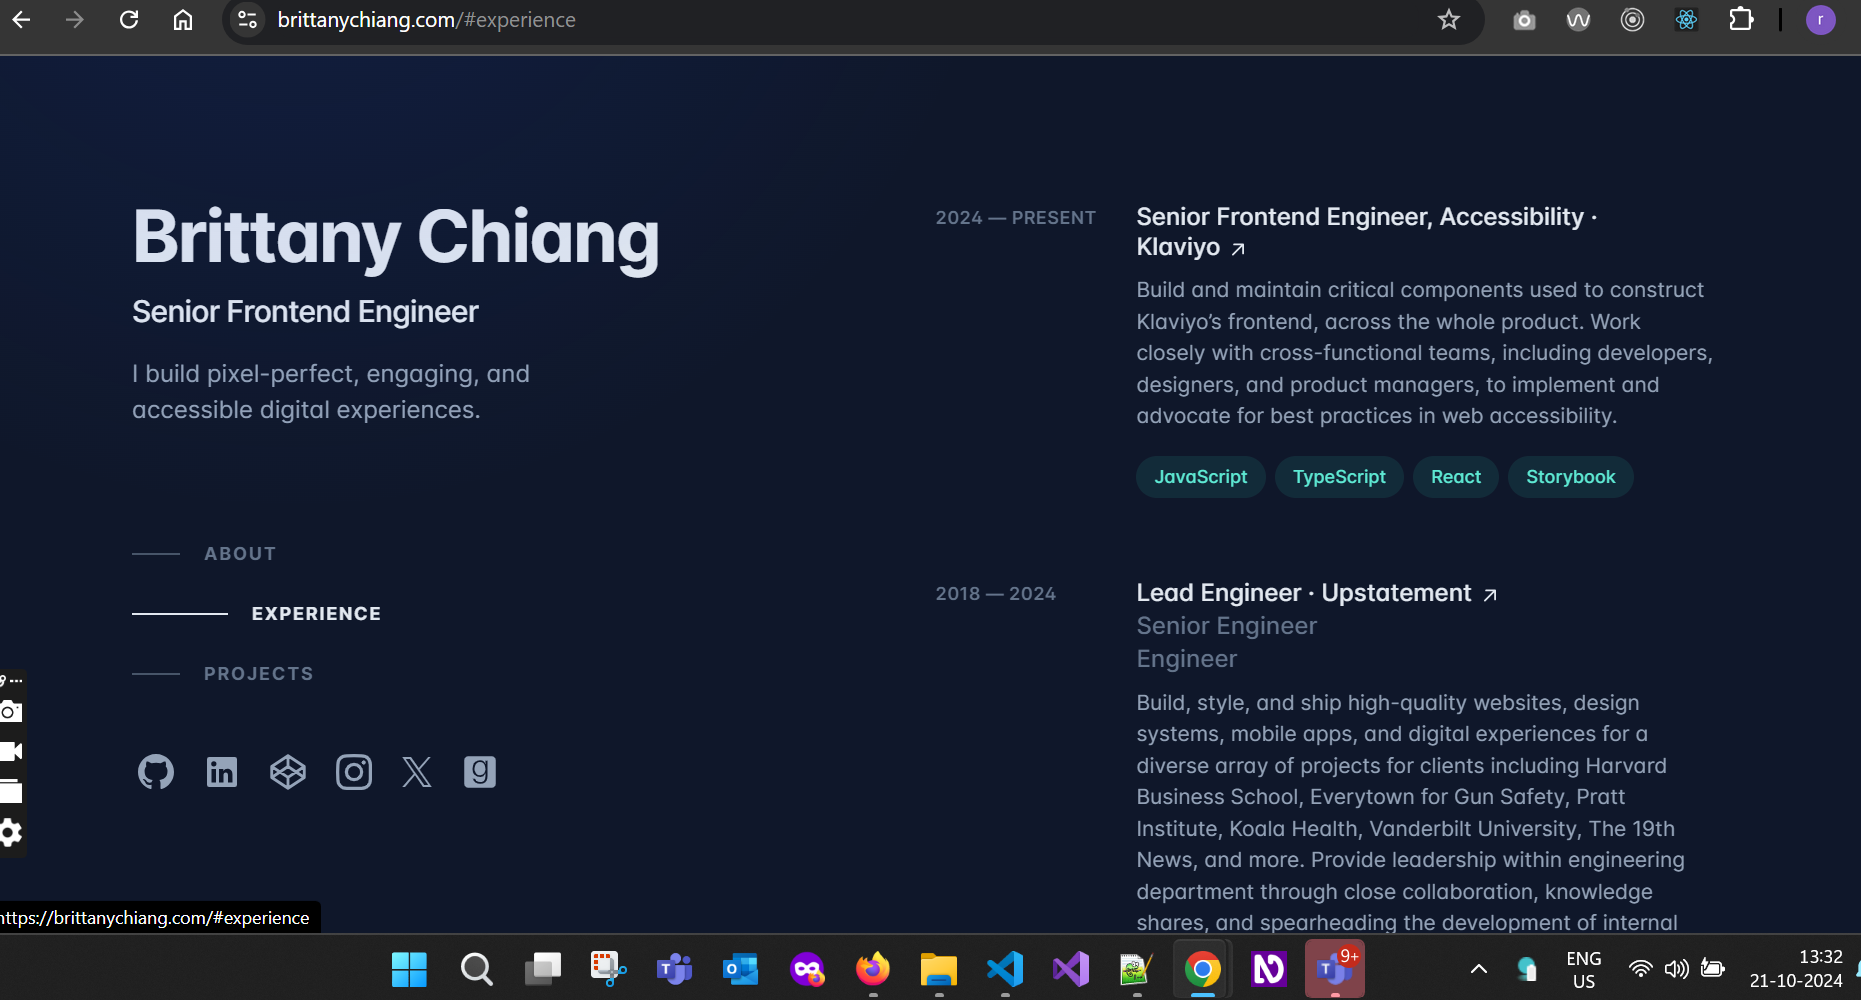 brittanychiang.com/#experience
r
Brittany Chiang
Senior Frontend Engineer
I build pixel-perfect, engaging, and
accessible digital experiences.
ABOUT
EXPERIENCE
PROJECTS
2024 — PRESENT
Senior Frontend Engineer, Accessibility ·
Klaviyo ↗
Build and maintain critical components used to construct
Klaviyo’s frontend, across the whole product. Work
closely with cross-functional teams, including developers,
designers, and product managers, to implement and
advocate for best practices in web accessibility.
JavaScript TypeScript React Storybook
2018 — 2024
Lead Engineer · Upstatement ↗
Senior Engineer
Engineer
Build, style, and ship high-quality websites, design
systems, mobile apps, and digital experiences for a
diverse array of projects for clients including Harvard
Business School, Everytown for Gun Safety, Pratt
Institute, Koala Health, Vanderbilt University, The 19th
News, and more. Provide leadership within engineering
department through close collaboration, knowledge
shares, and spearheading the development of internal
https://brittanychiang.com/#experience
9+
ENG
US
13:32
21-10-2024